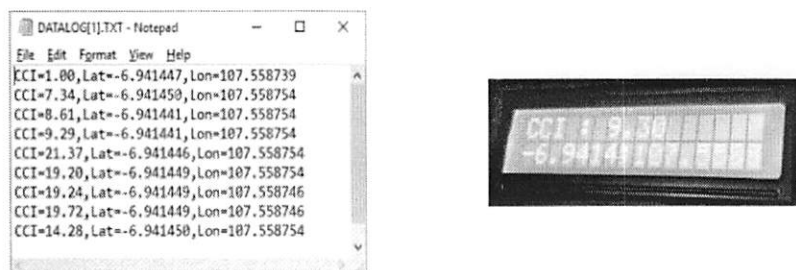 DATALOG[1].TXT - Notepad
File Edit Format View Help
CCI=1.00,Lat=-6.941447,Lon=107.558739
CCI=7.34,Lat=-6.941450,Lon=107.558754
CCI=8.61,Lat=-6.941441,Lon=107.558754
CCI=9.29,Lat=-6.941441,Lon=107.558754
CCI=21.37,Lat=-6.941446,Lon=107.558754
CCI=19.20,Lat=-6.941449,Lon=107.558754
CCI=19.24,Lat=-6.941449,Lon=107.558746
CCI=19.72,Lat=-6.941449,Lon=107.558746
CCI=14.28,Lat=-6.941450,Lon=107.558754
CCI : 9.30